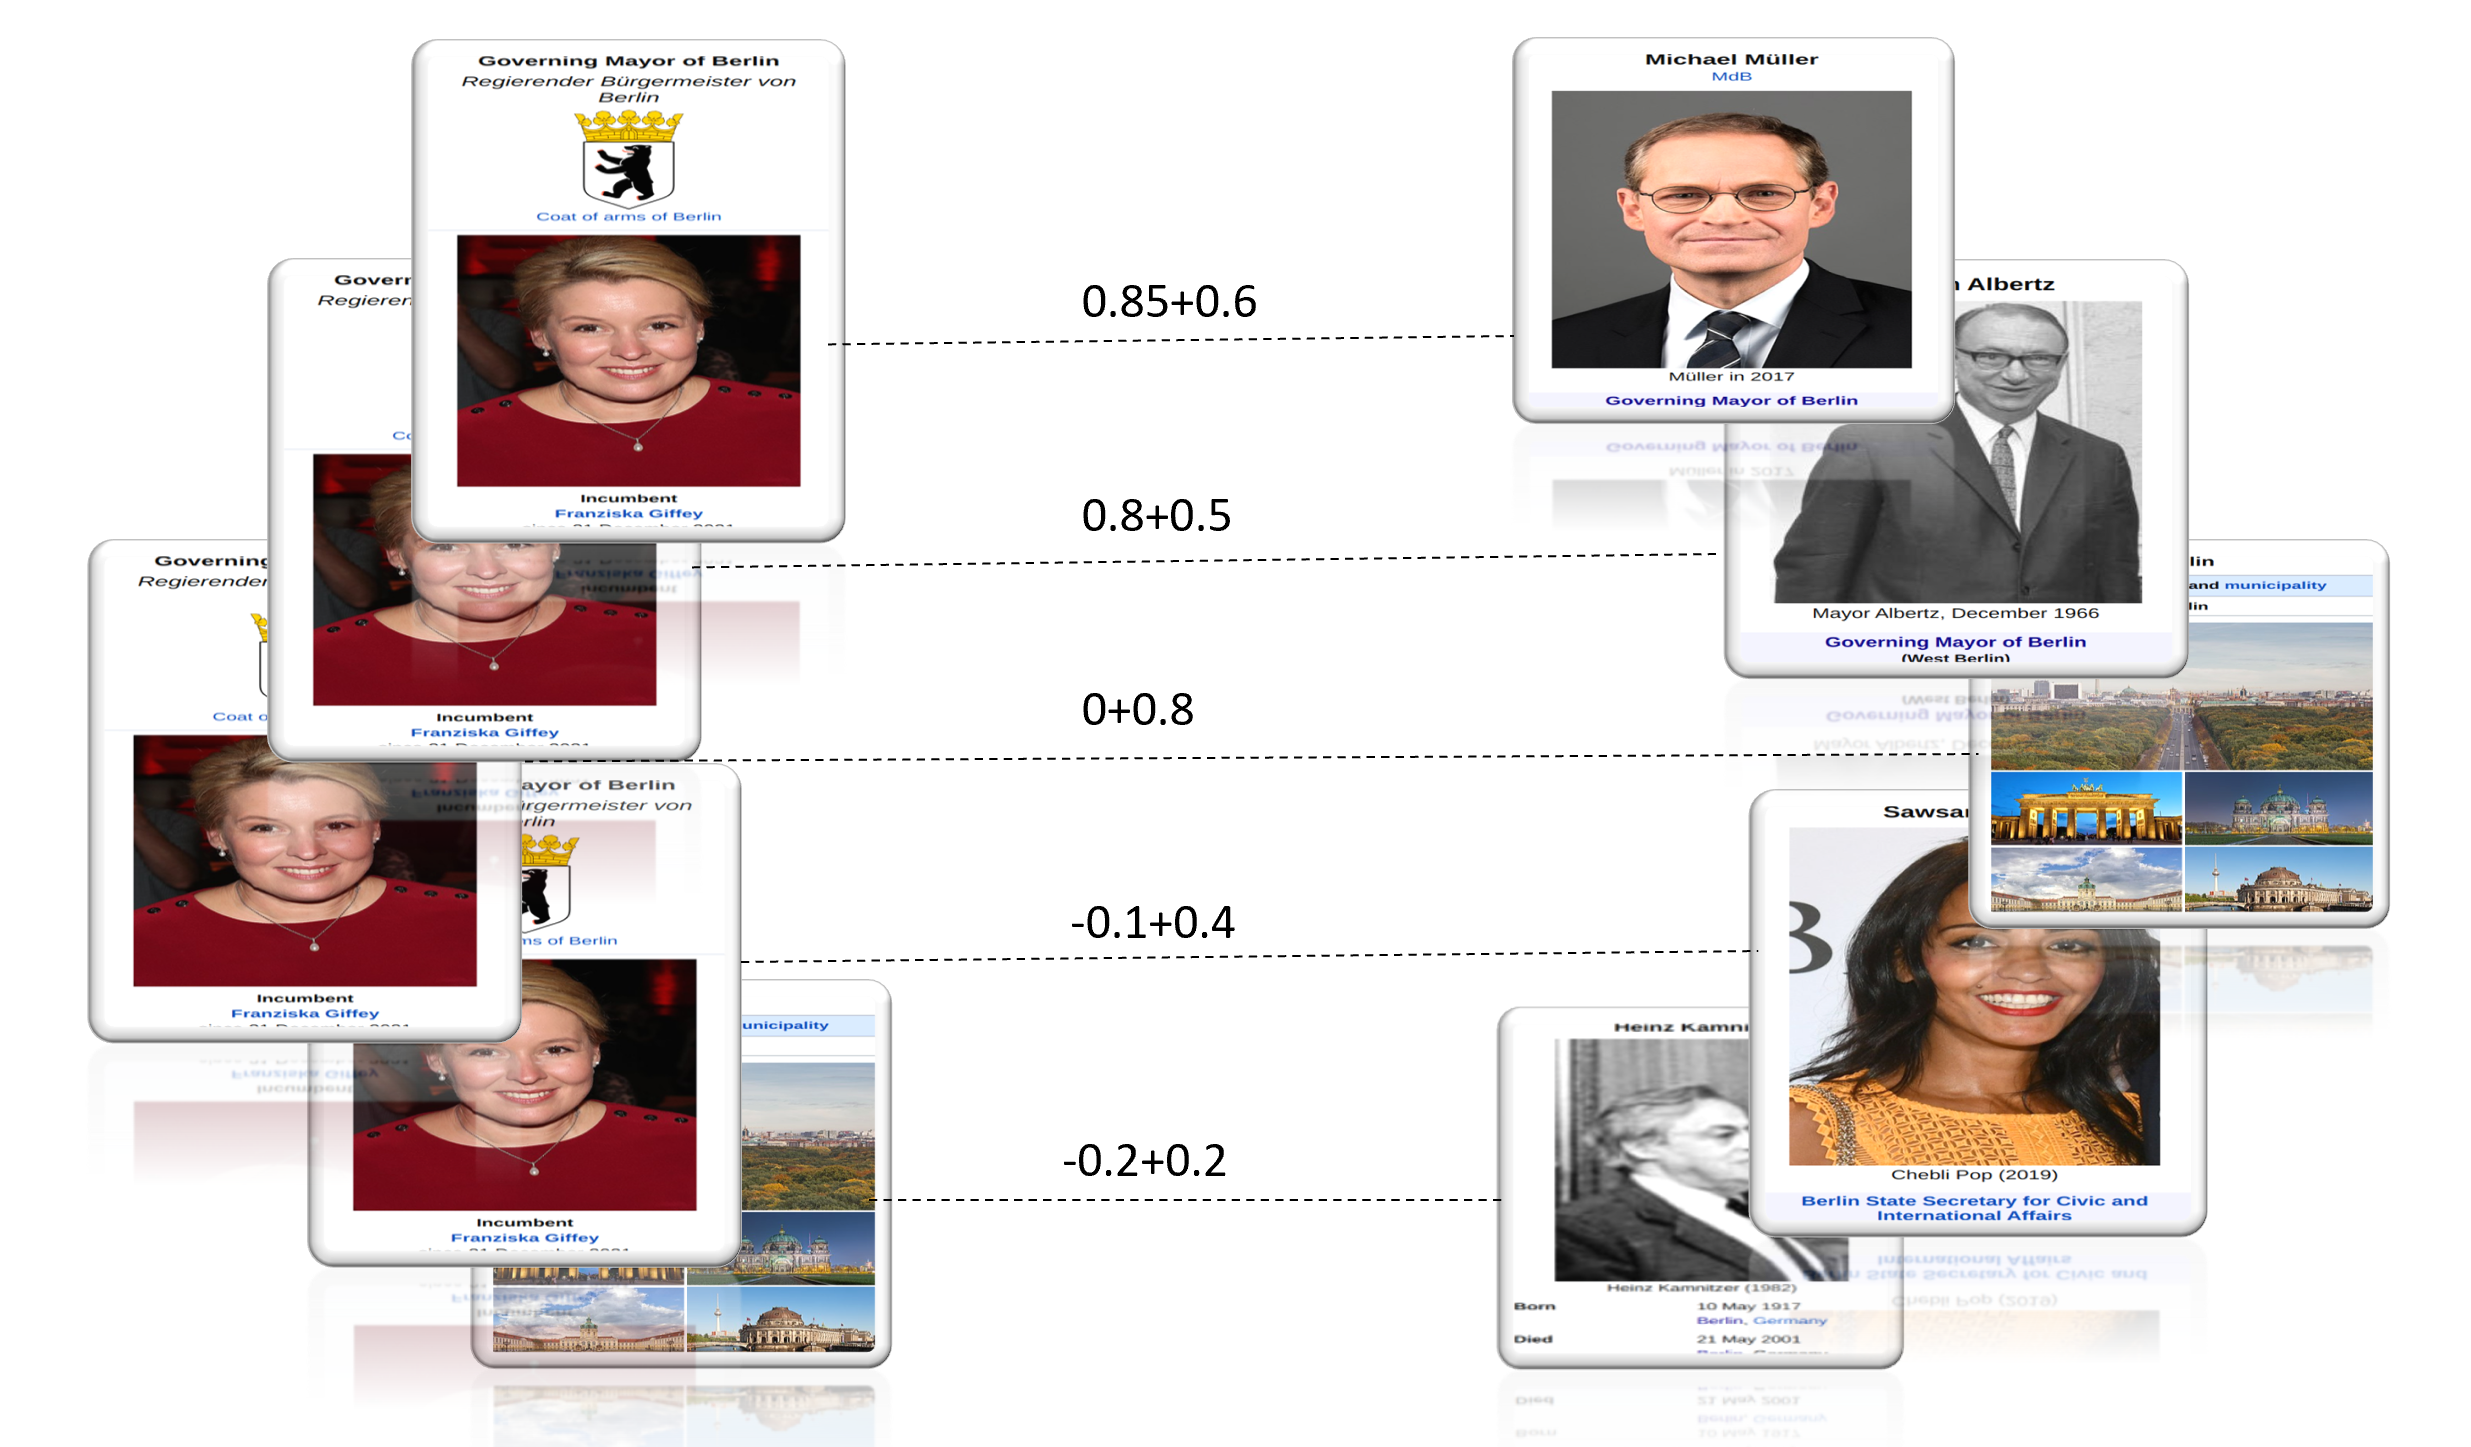 Governing Mayor of Berlin
Regierender Bürgermeister von
Berlin
Coat of arms of Berlin
Incumbent
Franziska Giffey
Govern
Regieren
Co
Incumbent
Franziska Giffey
Governing
Regierender
Coat o
Incumbent
Franziska Giffey
ayor of Berlin
ürgermeister von
rlin
ms of Berlin
Incumbent
Franziska Giffey
unicipality
0.85+0.6
0.8+0.5
0+0.8
-0.1+0.4
-0.2+0.2
Michael Müller
MdB
Müller in 2017
Governing Mayor of Berlin
Albertz
Mayor Albertz, December 1966
Governing Mayor of Berlin
(West Berlin)
lin
and municipality
lin
Sawsa
B
Chebli Pop (2019)
Berlin State Secretary for Civic and
International Affairs
Heinz Kamni
Heinz Kamnitzer (1982)
Born 10 May 1917
Berlin, Germany
Died 21 May 2001